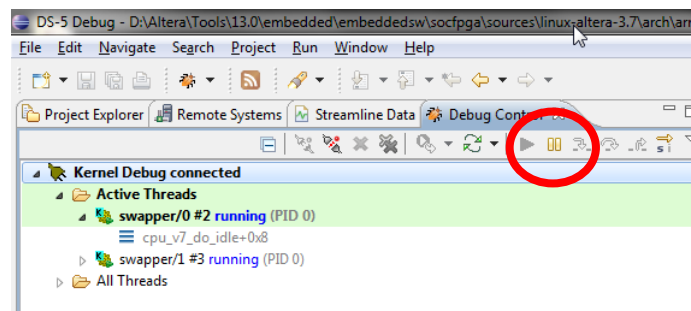 DS-5 Debug - D:\Altera\Tools\13.0\embedded\embeddedsw\socfpga\sources\linux-altera-3.7\arch\arr
File Edit Navigate Search Project Run Window Help
Project Explorer Remote Systems Streamline Data Debug Control
Kernel Debug connected
Active Threads
swapper/0 #2 running (PID 0)
cpu_v7_do_idle+0x8
swapper/1 #3 running (PID 0)
All Threads